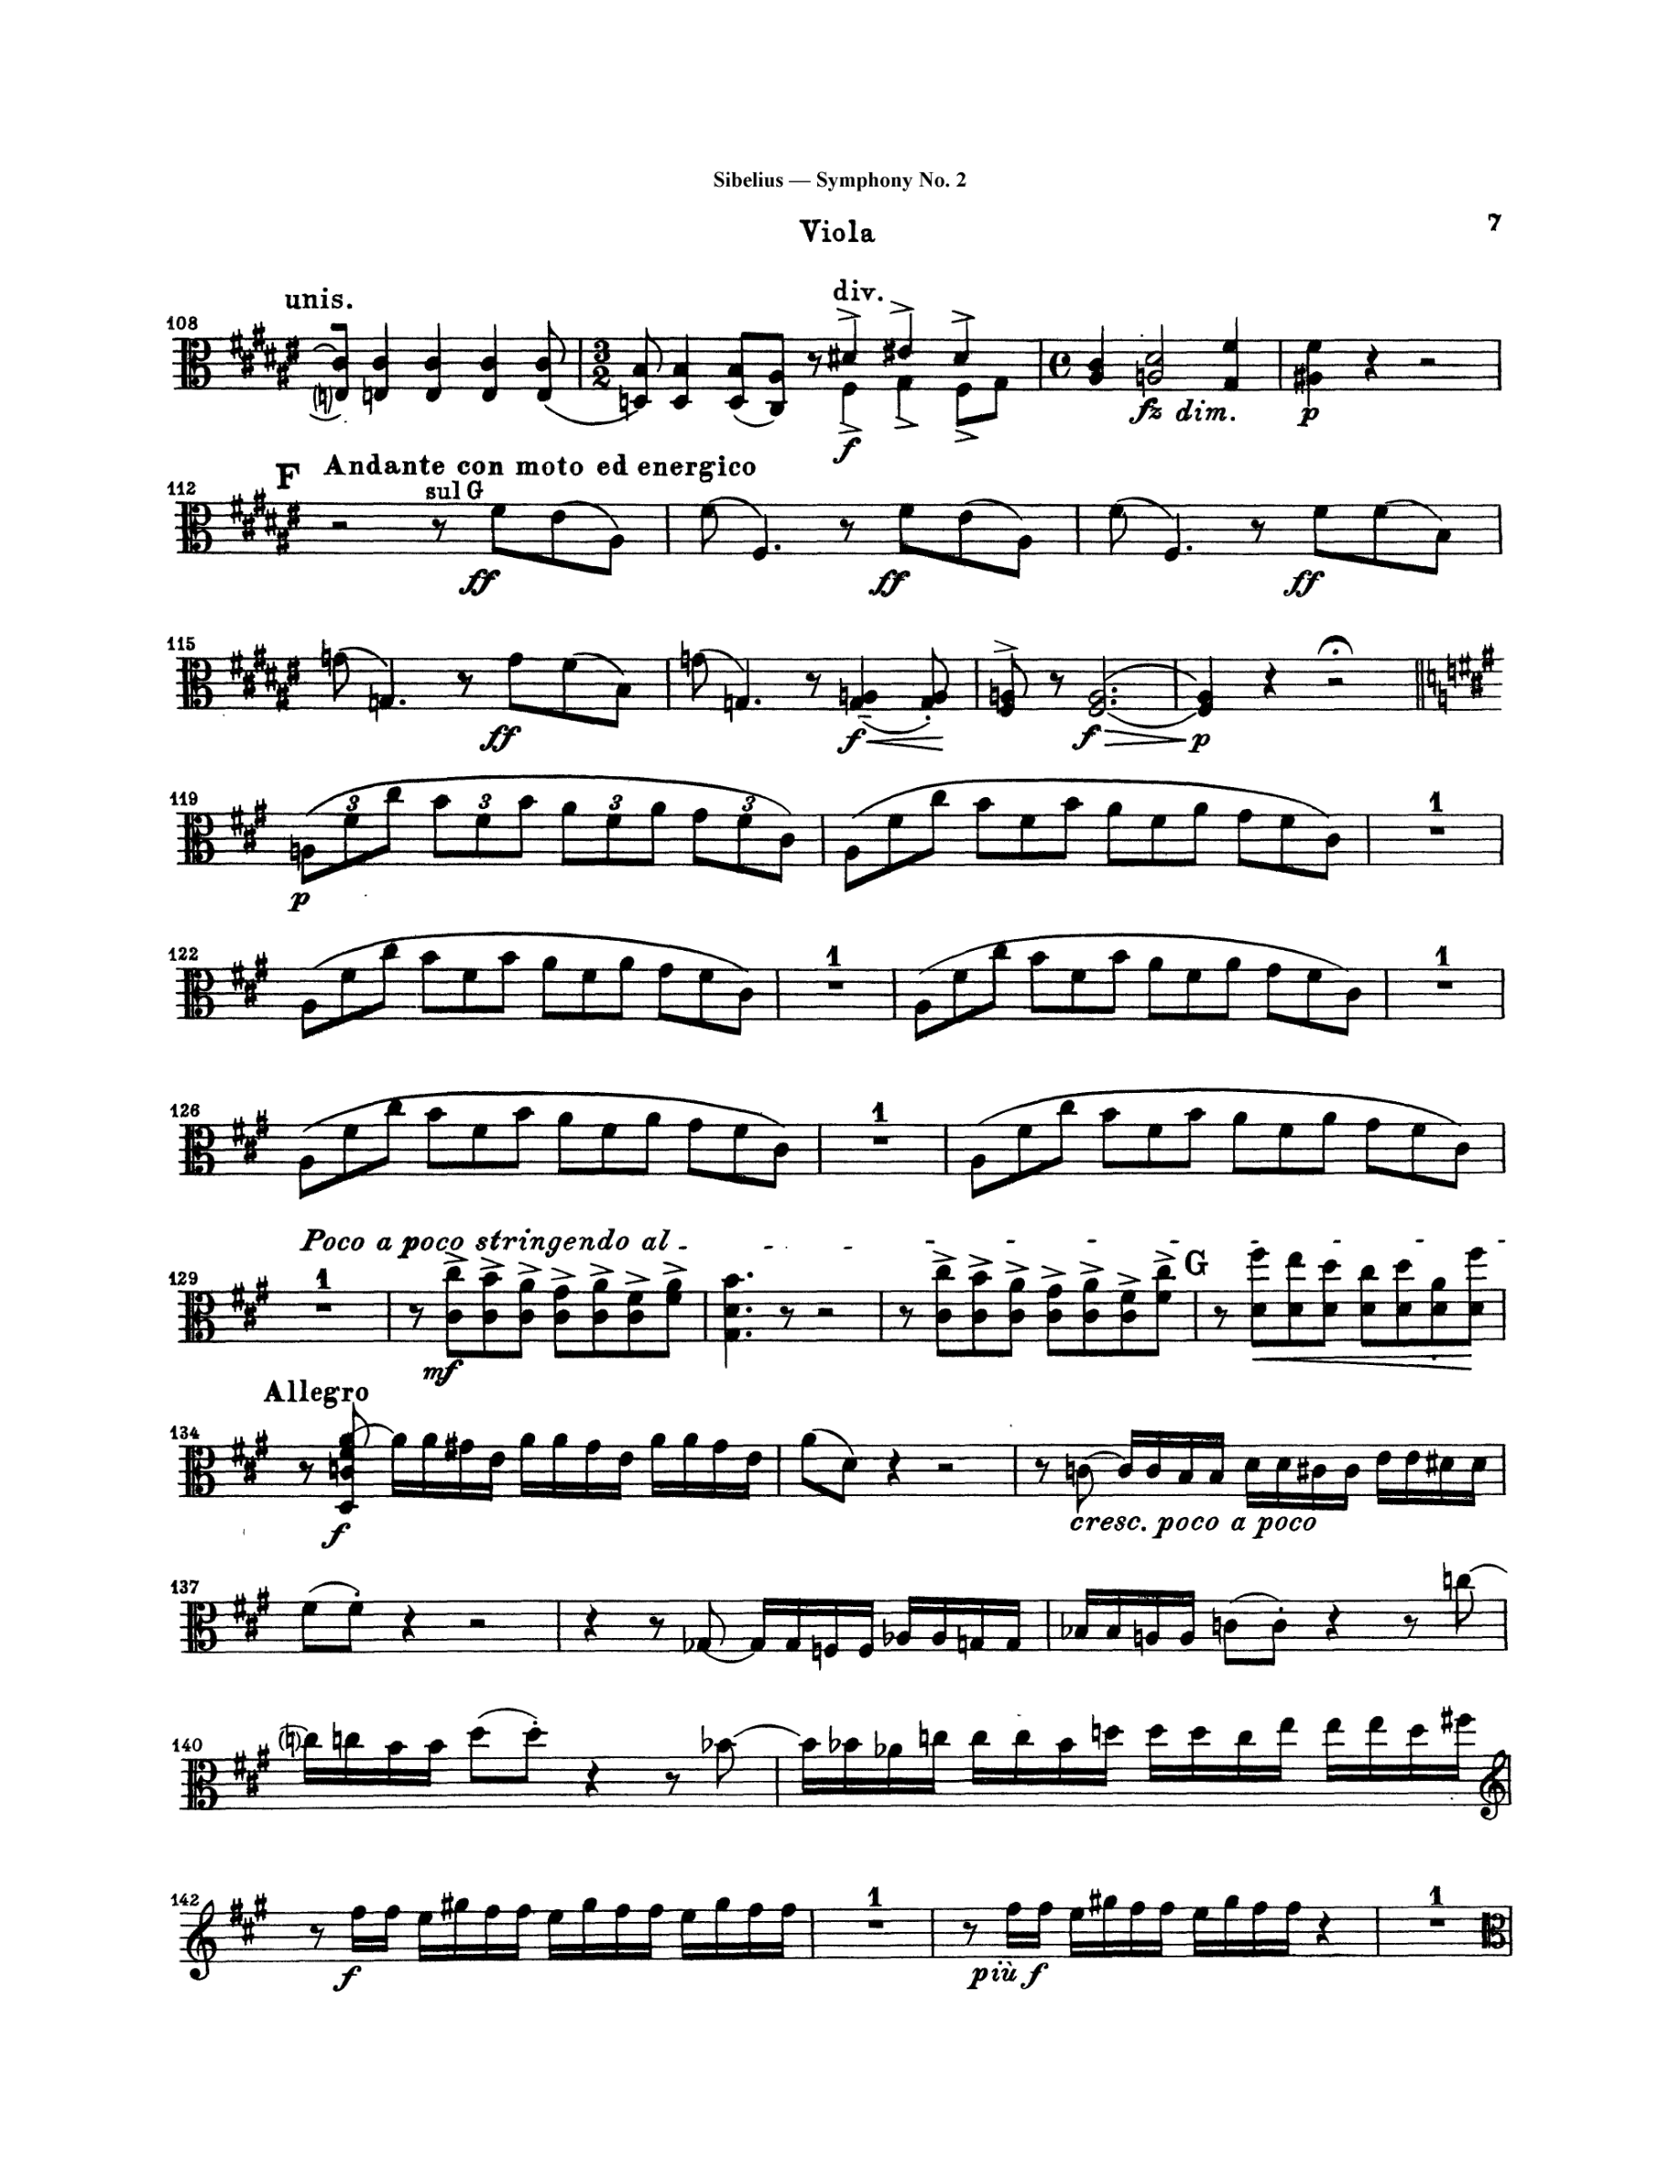 Sibelius — Symphony No. 2
Viola
7
unis.
div.
108
3
2
f
fz dim.
p
F Andante con moto ed energico
112
sul G
ff
ff
ff
115
ff
f
f
p
119
3
3
3
3
1
p
122
1
1
126
1
Poco a poco stringendo al - - - - - - - - - - -
129
1
G
mf
Allegro
134
f
cresc. poco a poco
137
140
142
1
1
f
più f